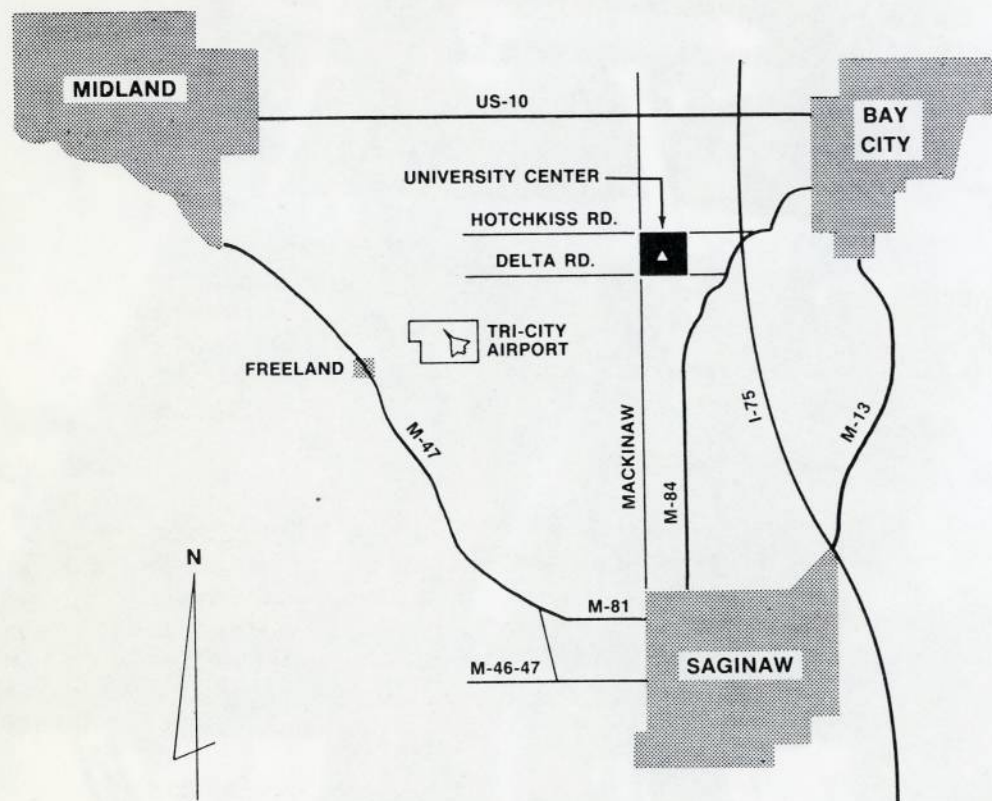 MIDLAND
US-10
BAY
CITY
UNIVERSITY CENTER
HOTCHKISS RD.
DELTA RD.
TRI-CITY
AIRPORT
FREELAND
M-47
MACKINAW
M-84
I-75
M-13
N
M-81
M-46-47
SAGINAW